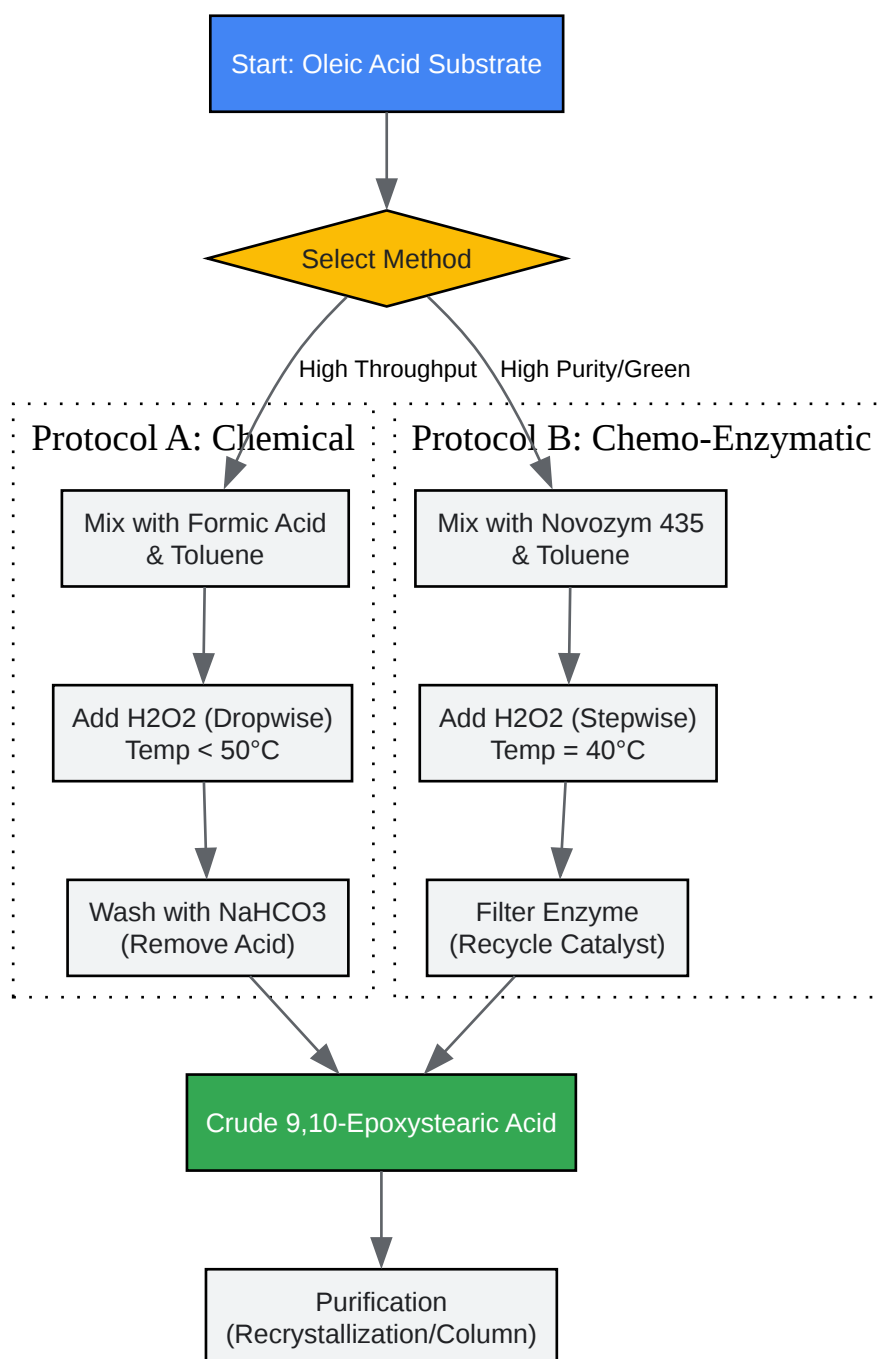 Start: Oleic Acid Substrate
Select Method
High Throughput
High Purity/Green
Protocol A: Chemical
Protocol B: Chemo-Enzymatic
Mix with Formic Acid
& Toluene
Mix with Novozym 435
& Toluene
Add H2O2 (Dropwise)
Temp < 50°C
Add H2O2 (Stepwise)
Temp = 40°C
Wash with NaHCO3
(Remove Acid)
Filter Enzyme
(Recycle Catalyst)
Crude 9,10-Epoxystearic Acid
Purification
(Recrystallization/Column)